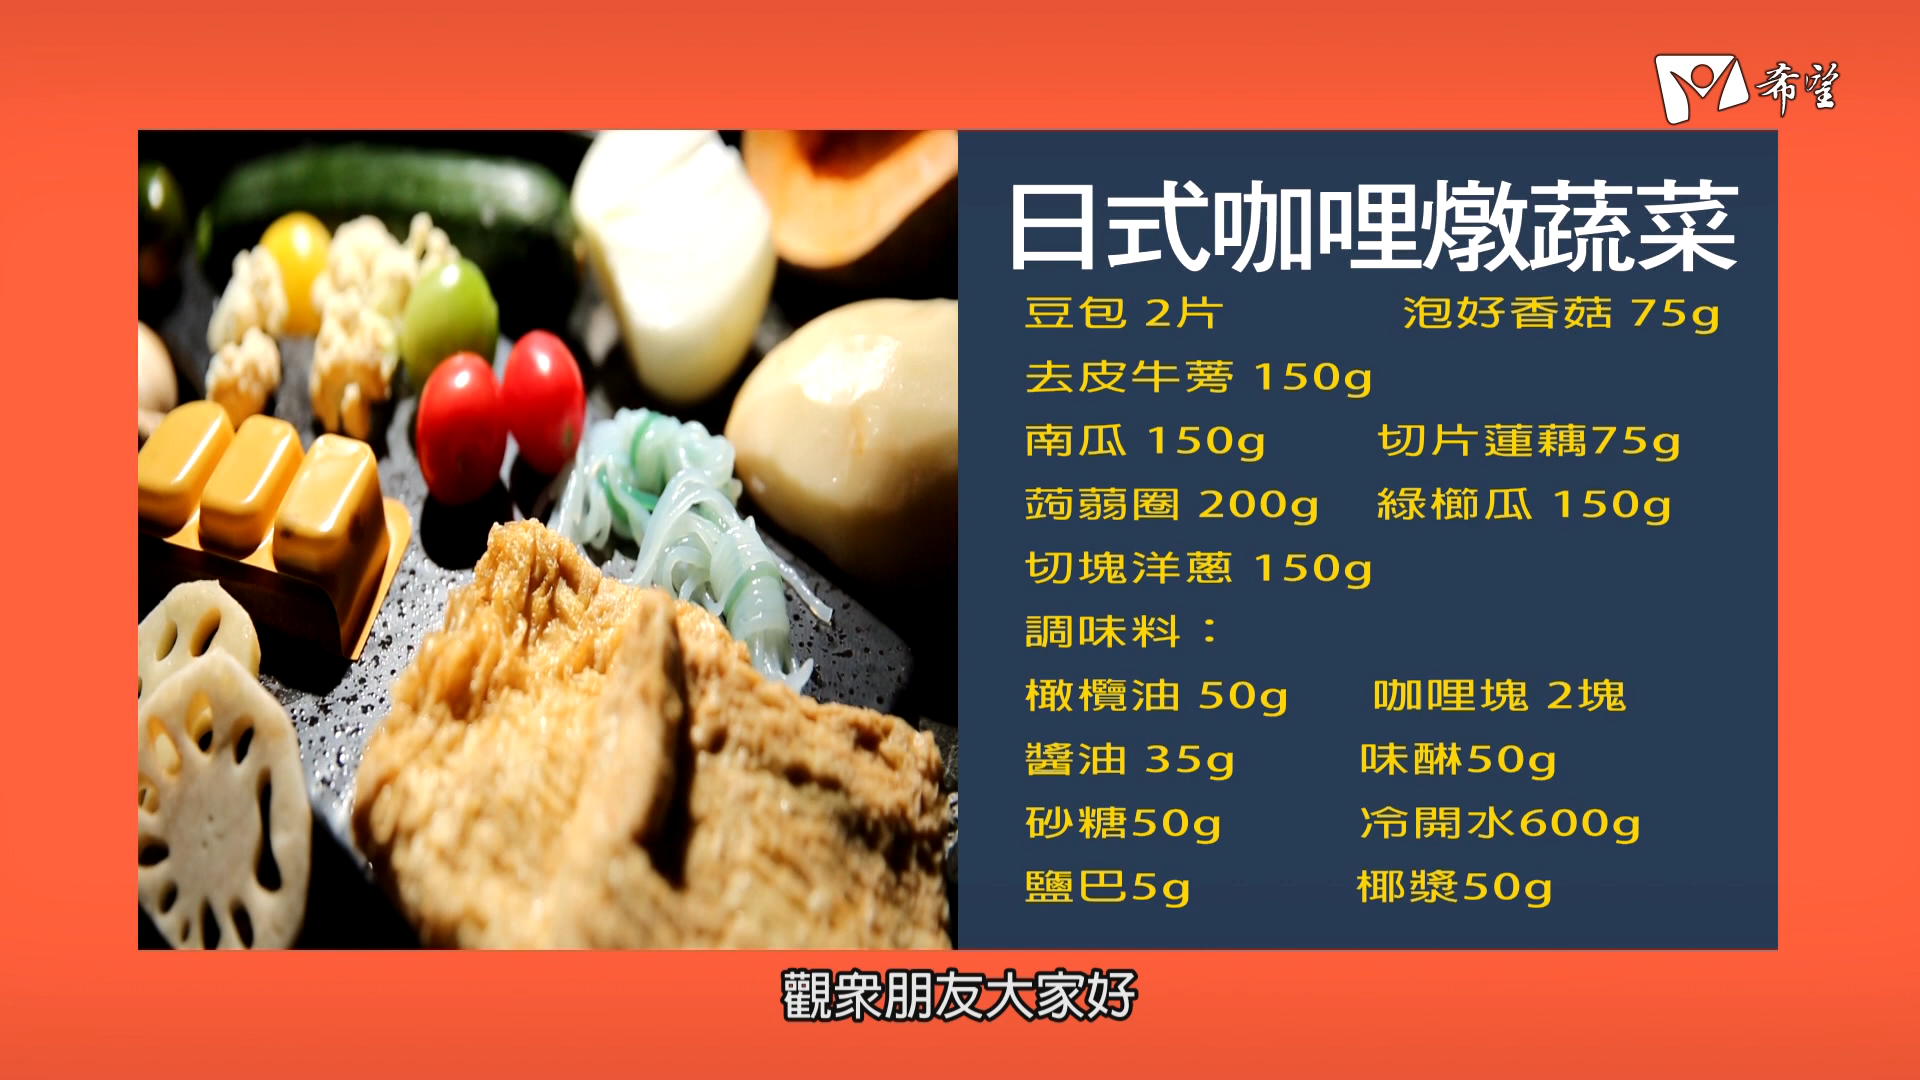 希望
日式咖哩燉蔬菜
豆包 2片 泡好香菇 75g
去皮牛蒡 150g
南瓜 150g 切片蓮藕75g
蒟蒻圈 200g 綠櫛瓜 150g
切塊洋蔥 150g
調味料：
橄欖油 50g 咖哩塊 2塊
醬油 35g 味醂50g
砂糖50g 冷開水600g
鹽巴5g 椰漿50g
觀眾朋友大家好